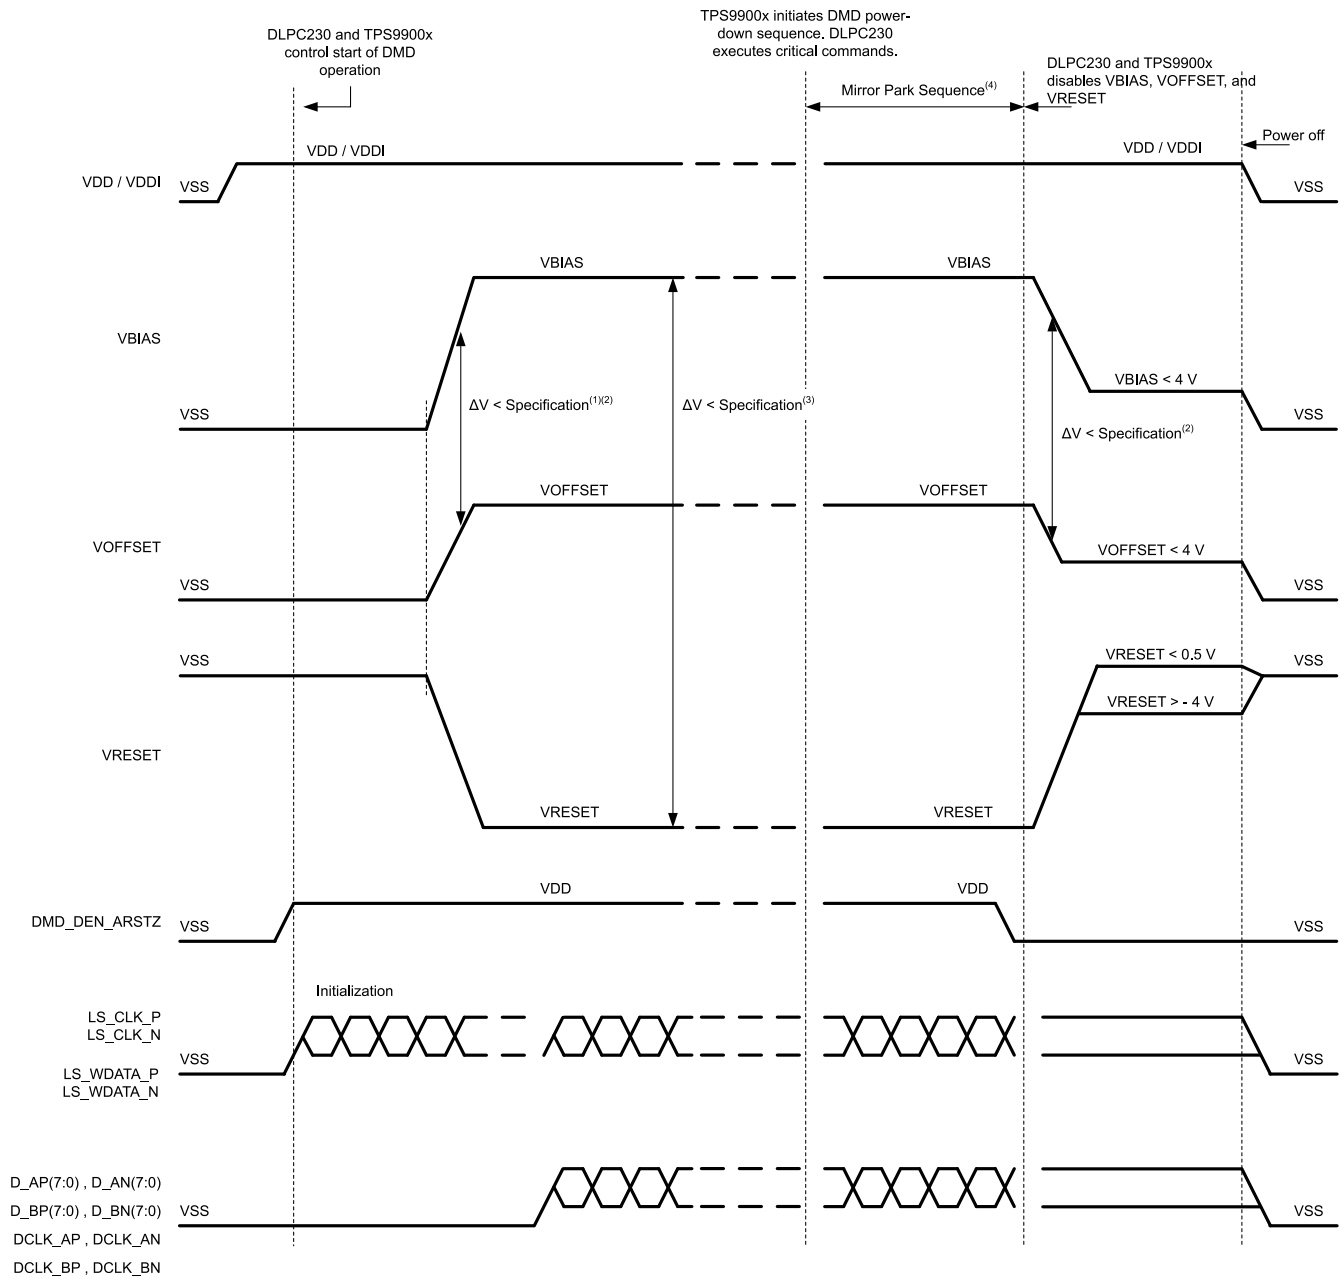 TPS9900x initiates DMD power-
down sequence. DLPC230
executes critical commands.
DLPC230 and TPS9900x
control start of DMD
operation
DLPC230 and TPS9900x
disables VBIAS, VOFFSET, and
VRESET
Mirror Park Sequence(4)
Power off
VDD / VDDI
VSS
VDD / VDDI
VDD / VDDI
VSS
VBIAS
VSS
VBIAS
VBIAS
VBIAS < 4 V
VSS
ΔV < Specification(1)(2)
ΔV < Specification(3)
ΔV < Specification(2)
VOFFSET
VSS
VOFFSET
VOFFSET
VOFFSET < 4 V
VSS
VSS
VRESET < 0.5 V
VSS
VRESET > - 4 V
VRESET
VRESET
VRESET
DMD_DEN_ARSTZ
VSS
VDD
VDD
VSS
Initialization
LS_CLK_P
LS_CLK_N
VSS
VSS
LS_WDATA_P
LS_WDATA_N
D_AP(7:0) , D_AN(7:0)
D_BP(7:0) , D_BN(7:0)
VSS
VSS
DCLK_AP , DCLK_AN
DCLK_BP , DCLK_BN